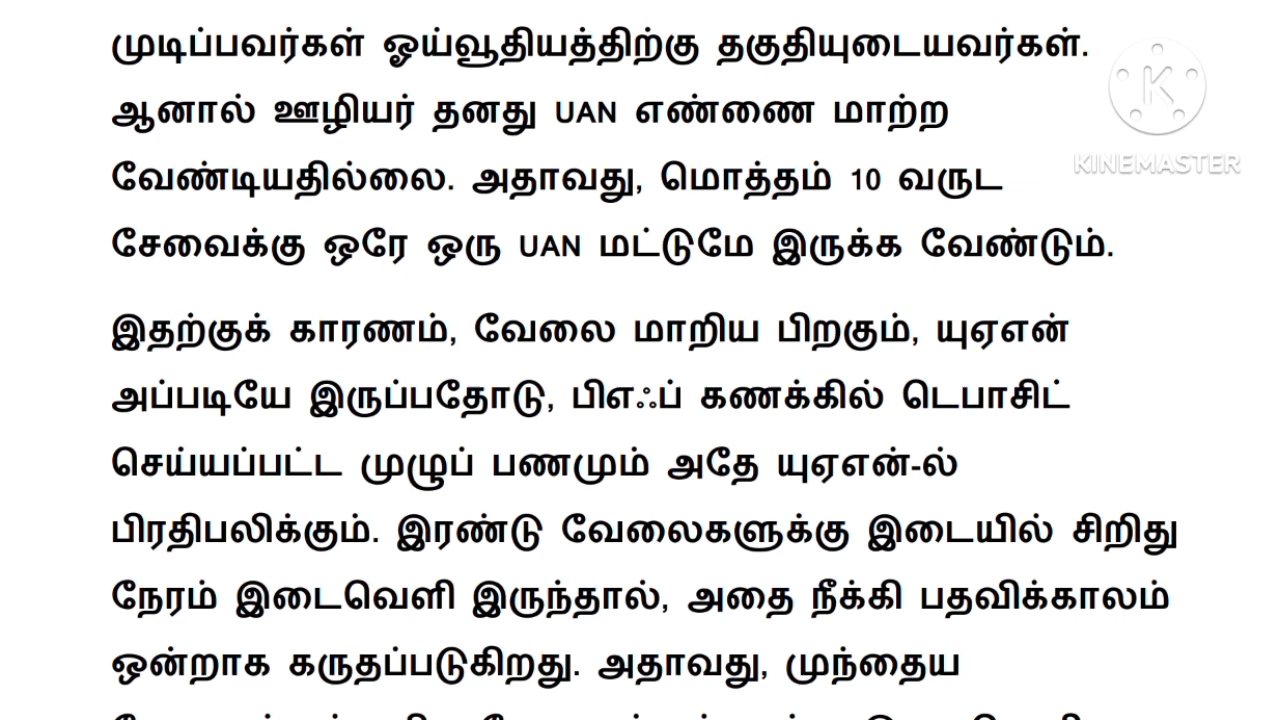 முடிப்பவர்கள் ஓய்வூதியத்திற்கு தகுதியுடையவர்கள்.
ஆனால் ஊழியர் தனது UAN எண்ணை மாற்ற
வேண்டியதில்லை. அதாவது, மொத்தம் 10 வருட
சேவைக்கு ஒரே ஒரு UAN மட்டுமே இருக்க வேண்டும்.
இதற்குக் காரணம், வேலை மாறிய பிறகும், யுஏஎன்
அப்படியே இருப்பதோடு, பிஎஃப் கணக்கில் டெபாசிட்
செய்யப்பட்ட முழுப் பணமும் அதே யுஏஎன்-ல்
பிரதிபலிக்கும். இரண்டு வேலைகளுக்கு இடையில் சிறிது
நேரம் இடைவெளி இருந்தால், அதை நீக்கி பதவிக்காலம்
ஒன்றாக கருதப்படுகிறது. அதாவது, முந்தைய
K
KINEMASTER